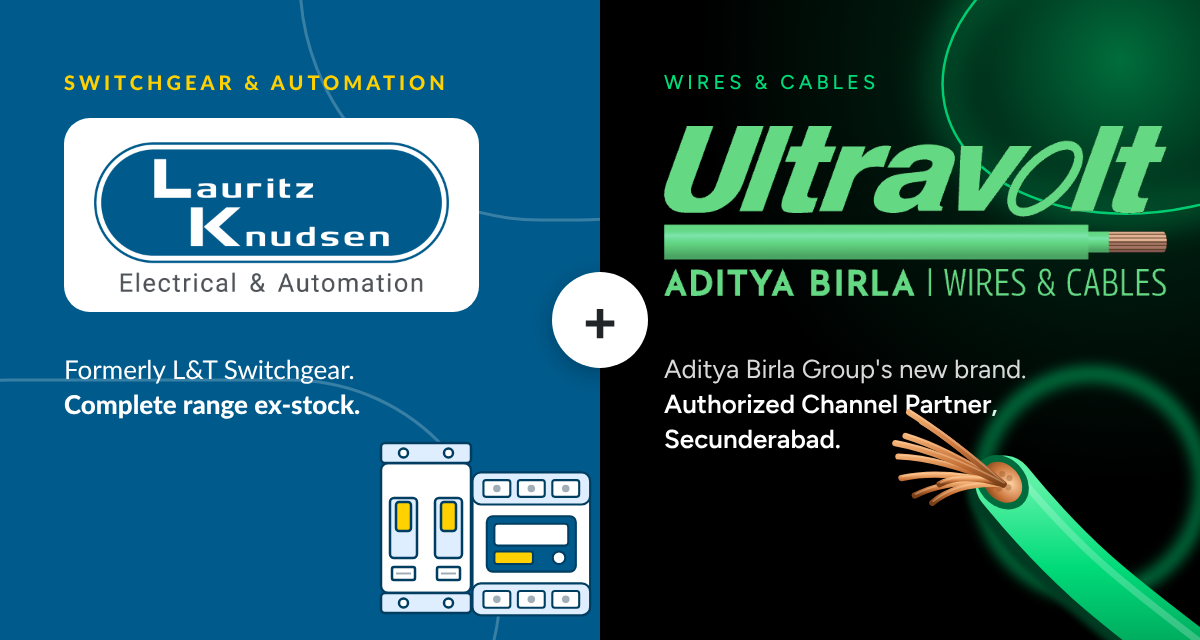 SWITCHGEAR & AUTOMATION
Lauritz
Knudsen
Electrical & Automation
Formerly L&T Switchgear.
Complete range ex-stock.
+
WIRES & CABLES
Ultravolt
ADITYA BIRLA | WIRES & CABLES
Aditya Birla Group's new brand.
Authorized Channel Partner,
Secunderabad.